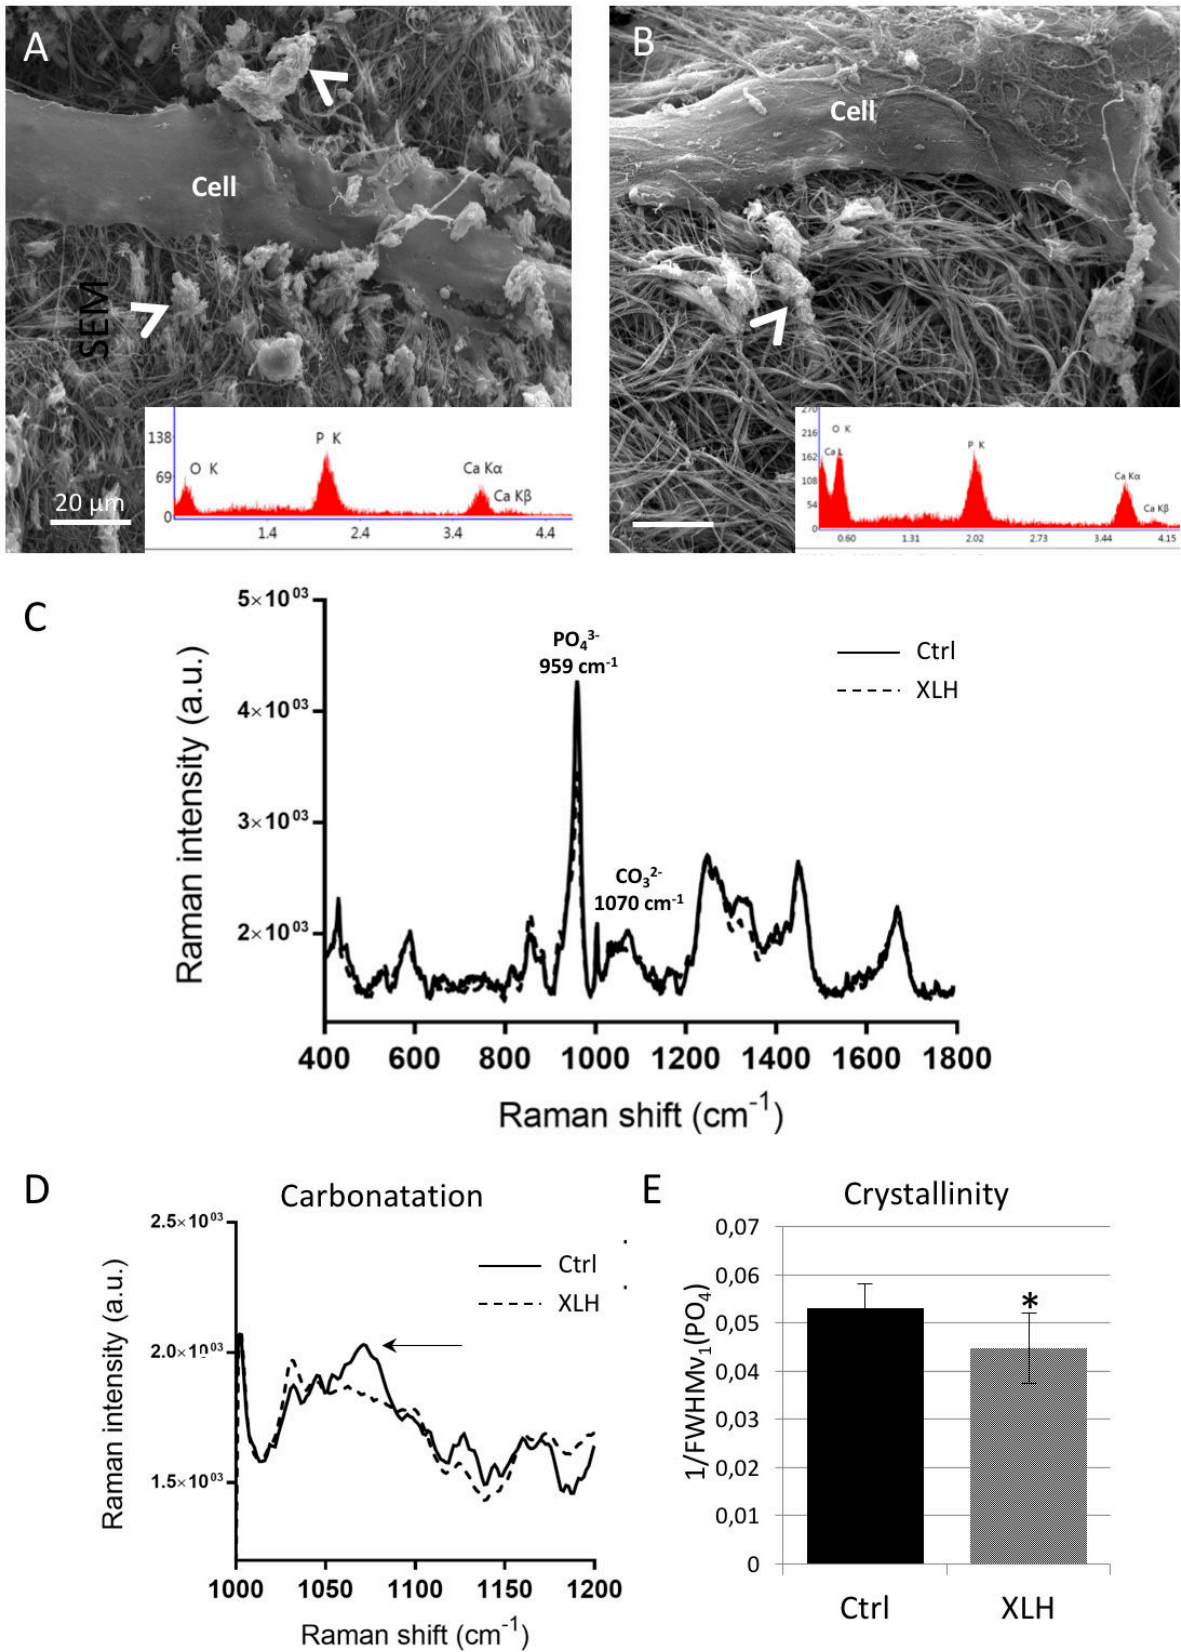 A
Cell
SEM
20 µm
138
69
0
P K
O K
Ca Kα
Ca Kβ
1.4 2.4 3.4 4.4
B
Cell
270
216
162
108
54
0
O K
Ca L
P K
Ca Kα
Ca Kβ
0.60 1.31 2.02 2.73 3.44 4.15
C
Raman intensity (a.u.)
5×10⁰³
4×10⁰³
3×10⁰³
2×10⁰³
PO₄³⁻
959 cm⁻¹
CO₃²⁻
1070 cm⁻¹
Ctrl
XLH
400 600 800 1000 1200 1400 1600 1800
Raman shift (cm⁻¹)
D
Carbonatation
Raman intensity (a.u.)
2.5×10⁰³
2.0×10⁰³
1.5×10⁰³
Ctrl
XLH
1000 1050 1100 1150 1200
Raman shift (cm⁻¹)
E
Crystallinity
1/FWHMν₁(PO₄)
0,07
0,06
0,05
0,04
0,03
0,02
0,01
0
*
Ctrl XLH